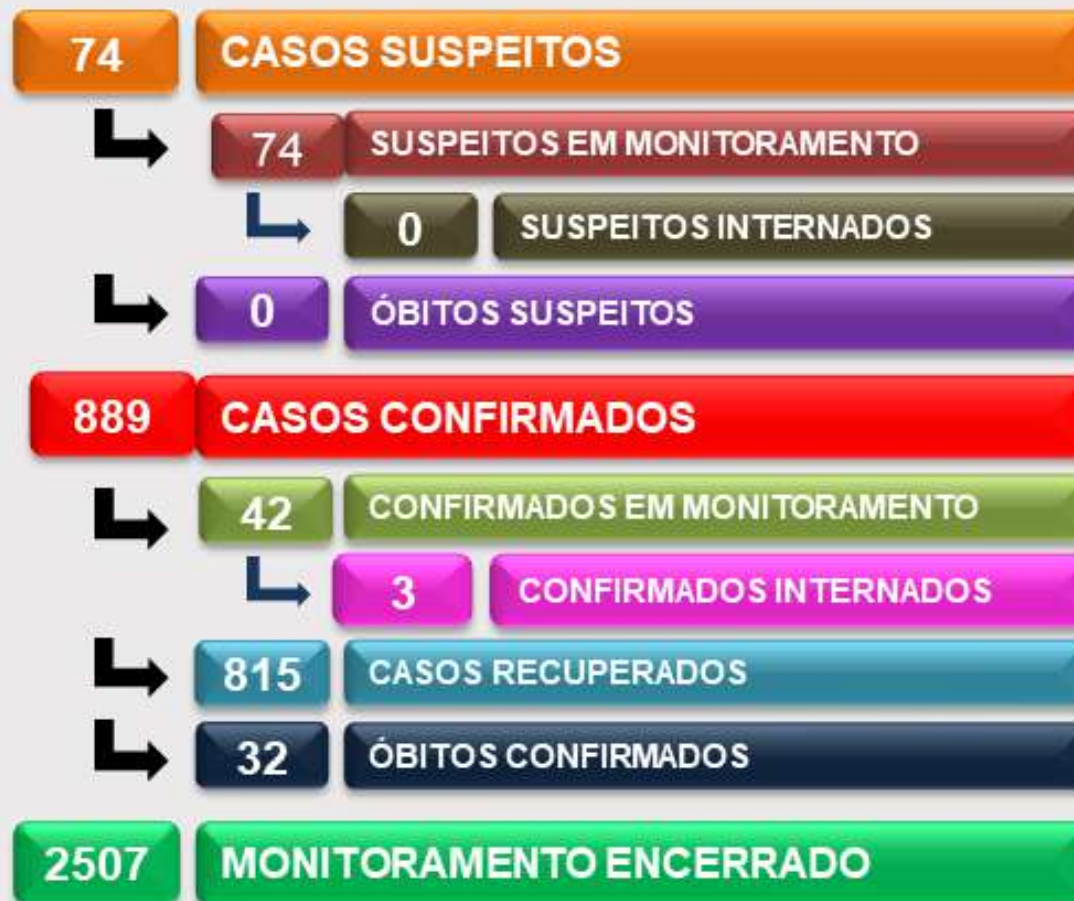 74 CASOS SUSPEITOS
74 SUSPEITOS EM MONITORAMENTO
0 SUSPEITOS INTERNADOS
0 ÓBITOS SUSPEITOS
889 CASOS CONFIRMADOS
42 CONFIRMADOS EM MONITORAMENTO
3 CONFIRMADOS INTERNADOS
815 CASOS RECUPERADOS
32 ÓBITOS CONFIRMADOS
2507 MONITORAMENTO ENCERRADO